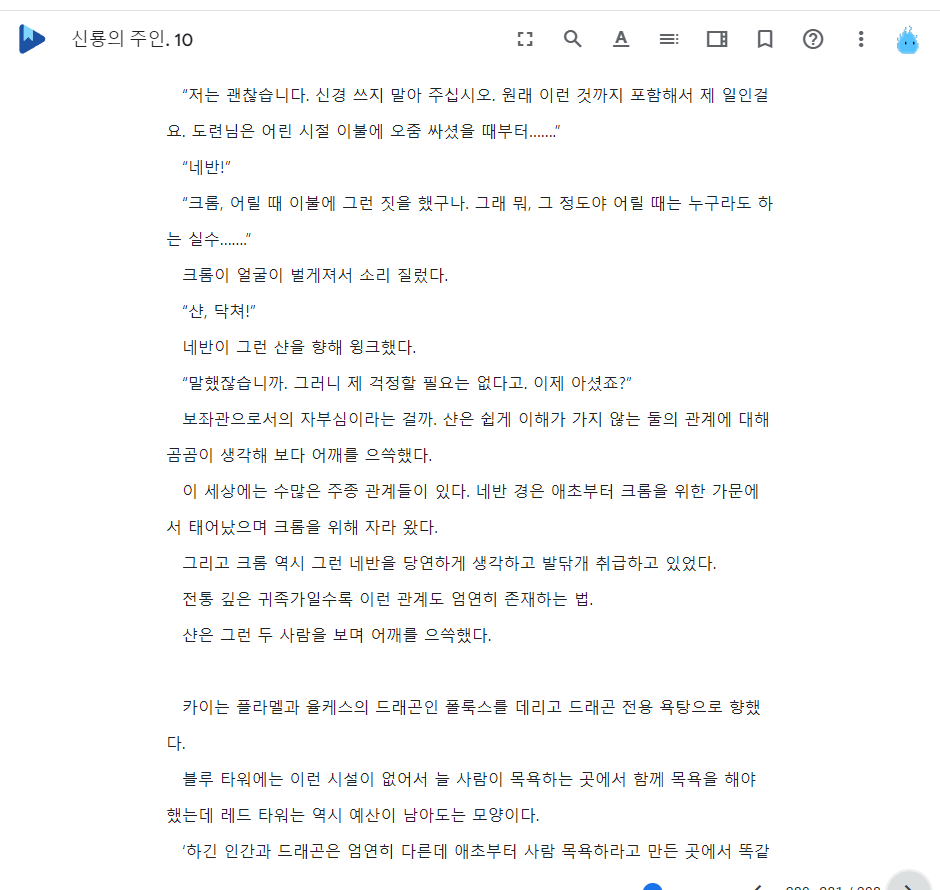 신룡의 주인. 10
“저는 괜찮습니다. 신경 쓰지 말아 주십시오. 원래 이런 것까지 포함해서 제 일인걸
요. 도련님은 어린 시절 이불에 오줌 싸셨을 때부터…….”
“네반!”
“크롬, 어릴 때 이불에 그런 짓을 했구나. 그래 뭐, 그 정도야 어릴 때는 누구라도 하
는 실수…….”
크롬이 얼굴이 벌게져서 소리 질렀다.
“샨, 닥쳐!”
네반이 그런 샨을 향해 윙크했다.
“말했잖습니까. 그러니 제 걱정할 필요는 없다고. 이제 아셨죠?”
보좌관으로서의 자부심이라는 걸까. 샨은 쉽게 이해가 가지 않는 둘의 관계에 대해
곰곰이 생각해 보다 어깨를 으쓱했다.
이 세상에는 수많은 주종 관계들이 있다. 네반 경은 애초부터 크롬을 위한 가문에
서 태어났으며 크롬을 위해 자라 왔다.
그리고 크롬 역시 그런 네반을 당연하게 생각하고 발닦개 취급하고 있었다.
전통 깊은 귀족가일수록 이런 관계도 엄연히 존재하는 법.
샨은 그런 두 사람을 보며 어깨를 으쓱했다.
카이는 플라멜과 율케스의 드래곤인 폴룩스를 데리고 드래곤 전용 욕탕으로 향했
다.
블루 타워에는 이런 시설이 없어서 늘 사람이 목욕하는 곳에서 함께 목욕을 해야
했는데 레드 타워는 역시 예산이 남아도는 모양이다.
‘하긴 인간과 드래곤은 엄연히 다른데 애초부터 사람 목욕하라고 만든 곳에서 똑같